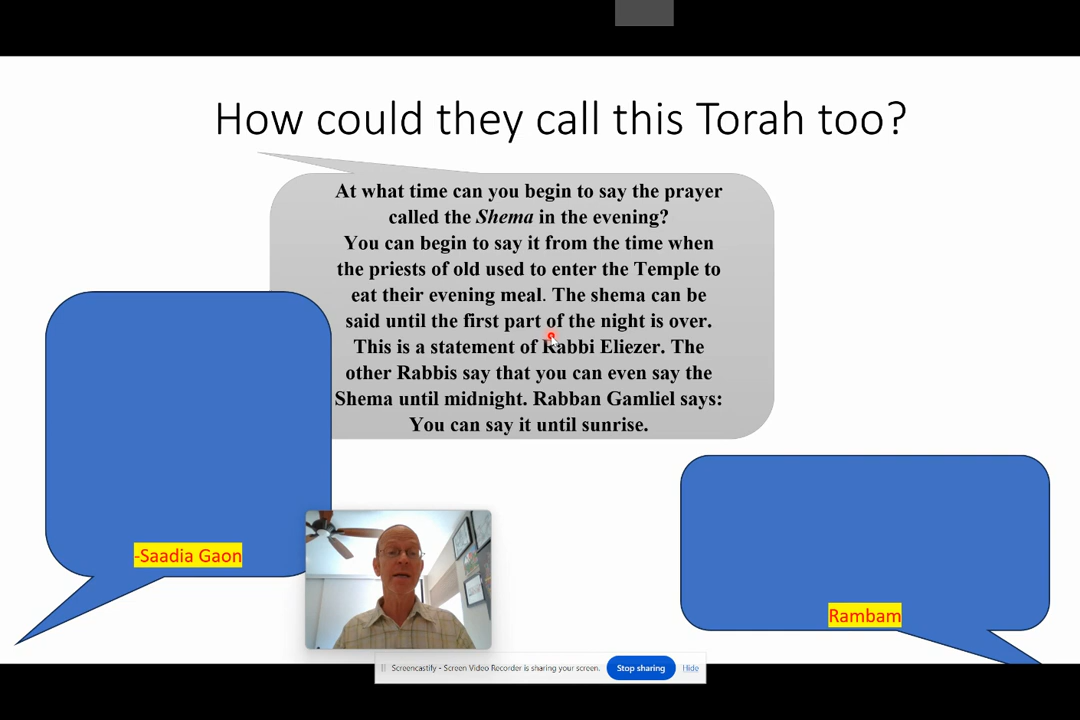 How could they call this Torah too?
At what time can you begin to say the prayer
called the Shema in the evening?
You can begin to say it from the time when
the priests of old used to enter the Temple to
eat their evening meal. The shema can be
said until the first part of the night is over.
This is a statement of Rabbi Eliezer. The
other Rabbis say that you can even say the
Shema until midnight. Rabban Gamliel says:
You can say it until sunrise.
-Saadia Gaon
Rambam
Screencastify - Screen Video Recorder is sharing your screen.
Stop sharing
Hide